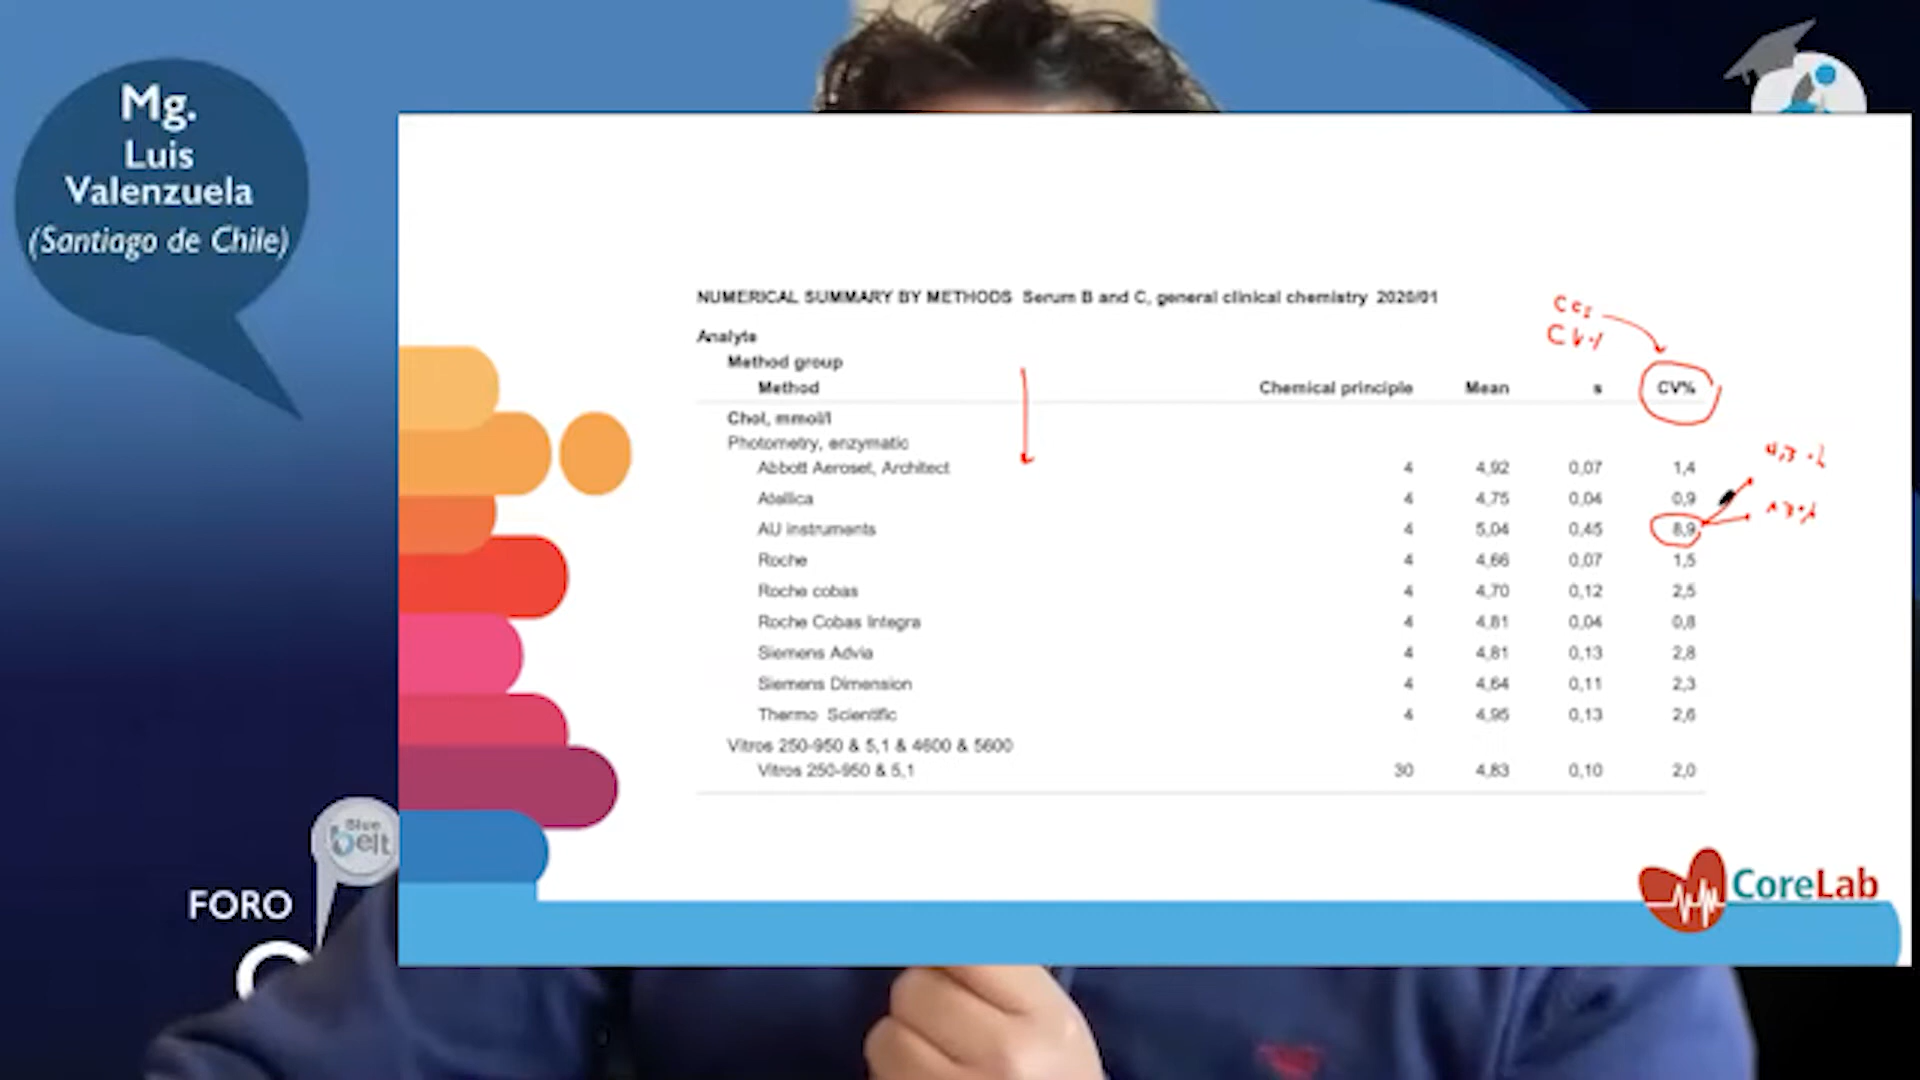 Mg.
Luis
Valenzuela
(Santiago de Chile)
NUMERICAL SUMMARY BY METHODS Serum B and C, general clinical chemistry 2020/01
Analyte
Method group
Method Chemical principle Mean s CV%
Chol, mmol/l
Photometry, enzymatic
Abbott Aeroset, Architect 4 4,92 0,07 1,4
Atellica 4 4,75 0,04 0,9
AU instruments 4 5,04 0,45 8,9
Roche 4 4,66 0,07 1,5
Roche cobas 4 4,70 0,12 2,5
Roche Cobas Integra 4 4,81 0,04 0,8
Siemens Advia 4 4,81 0,13 2,8
Siemens Dimension 4 4,64 0,11 2,3
Thermo Scientific 4 4,95 0,13 2,6
Vitros 250-950 & 5,1 & 4600 & 5600
Vitros 250-950 & 5,1 30 4,83 0,10 2,0
Blue
belt
FORO
CoreLab